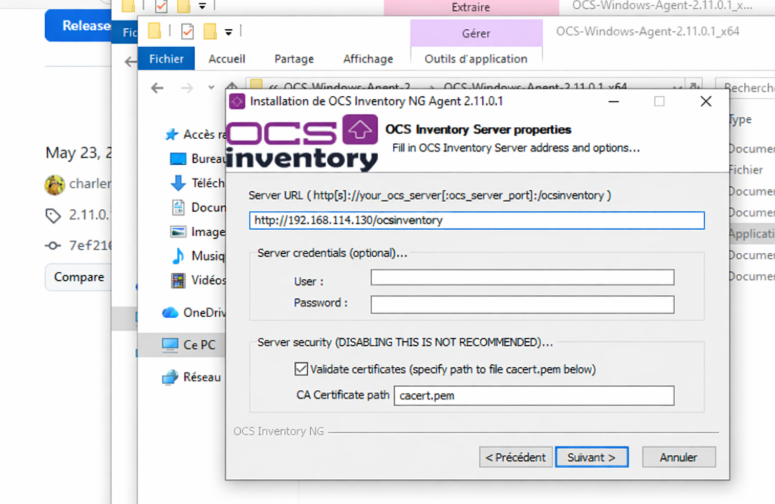 Extraire
OCS-Windows-Agent-2.11.0.1_x...
Release
Fic
Gérer
OCS-Windows-Agent-2.11.0.1_x64
Fichier
Accueil
Partage
Affichage
Outils d'application
« OCS-Windows-Agent-2... › OCS-Windows-Agent-2.11.0.1_x64
Recherch
Installation de OCS Inventory NG Agent 2.11.0.1
Type
OCS inventory
OCS Inventory Server properties
Fill in OCS Inventory Server address and options...
Accès ra
Bureau
Téléch
Docun
Image
Musiq
Vidéos
OneDriv
Ce PC
Réseau
May 23, 2
charler
2.11.0.
7ef216
Compare
Documen
Fichier
Documen
Documen
Documen
Applicati
Documen
Documen
Server URL ( http[s]://your_ocs_server[:ocs_server_port]:/ocsinventory )
http://192.168.114.130/ocsinventory
Server credentials (optional)...
User :
Password :
Server security (DISABLING THIS IS NOT RECOMMENDED)...
Validate certificates (specify path to file cacert.pem below)
CA Certificate path
cacert.pem
OCS Inventory NG
< Précédent
Suivant >
Annuler